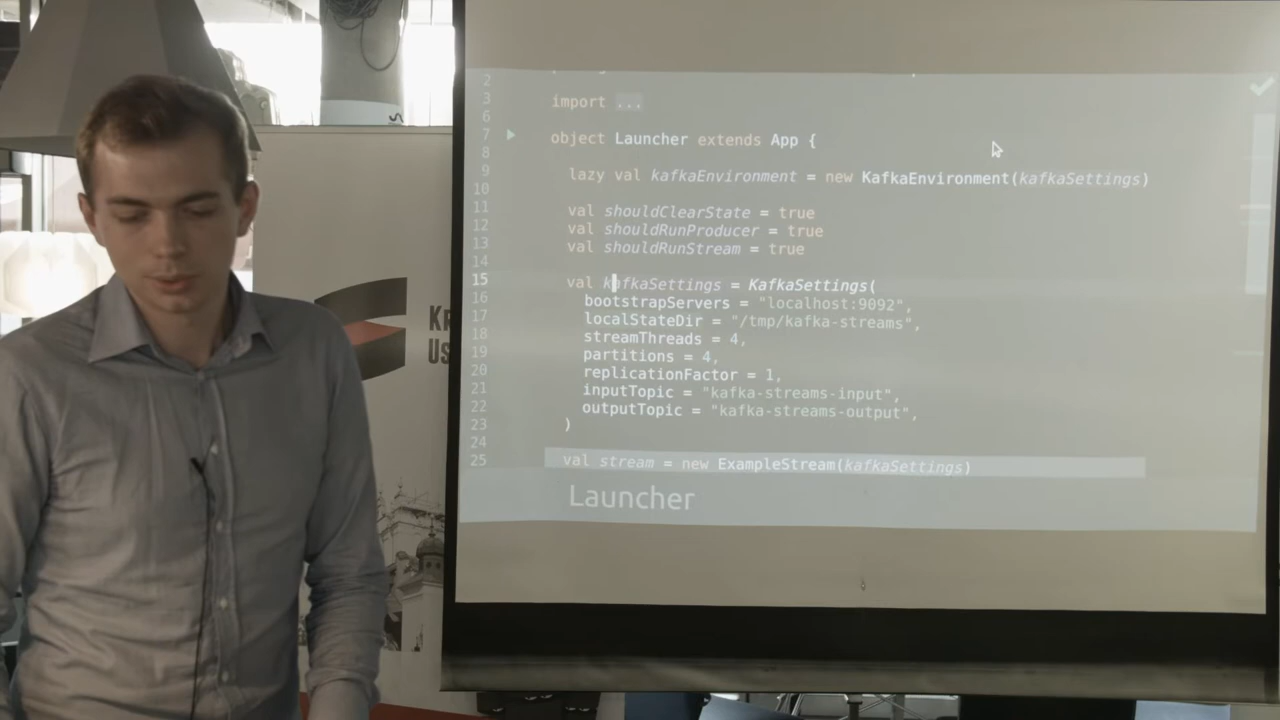 2
3 import ...
6
7 object Launcher extends App {
8
9 lazy val kafkaEnvironment = new KafkaEnvironment(kafkaSettings)
10
11 val shouldClearState = true
12 val shouldRunProducer = true
13 val shouldRunStream = true
14
15 val kafkaSettings = KafkaSettings(
16 bootstrapServers = "localhost:9092",
17 localStateDir = "/tmp/kafka-streams",
18 streamThreads = 4,
19 partitions = 4,
20 replicationFactor = 1,
21 inputTopic = "kafka-streams-input",
22 outputTopic = "kafka-streams-output",
23 )
24
25 val stream = new ExampleStream(kafkaSettings)
Launcher